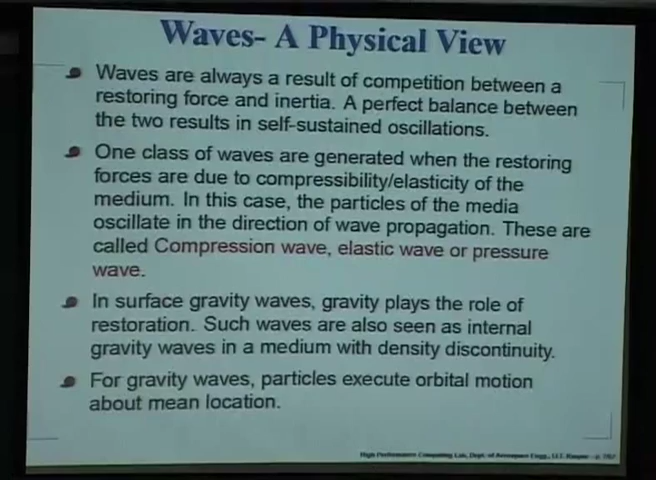 Waves- A Physical View
Waves are always a result of competition between a
restoring force and inertia. A perfect balance between
the two results in self-sustained oscillations.
One class of waves are generated when the restoring
forces are due to compressibility/elasticity of the
medium. In this case, the particles of the media
oscillate in the direction of wave propagation. These are
called Compression wave, elastic wave or pressure
wave.
In surface gravity waves, gravity plays the role of
restoration. Such waves are also seen as internal
gravity waves in a medium with density discontinuity.
For gravity waves, particles execute orbital motion
about mean location.
High Performance Computing Lab, Dept. of Aerospace Engg., I.I.T. Kanpur